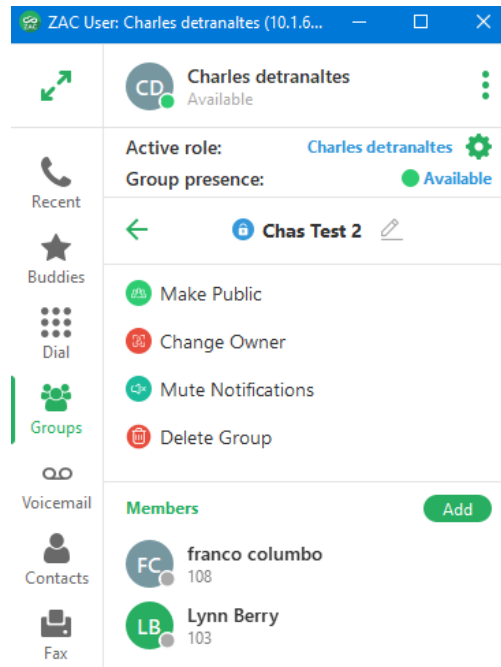 ZAC
ZAC User: Charles detranaltes (10.1.6...
CD
Charles detranaltes
Available
Active role: Charles detranaltes
Group presence: Available
Recent
Buddies
Dial
Groups
Voicemail
Contacts
Fax
Chas Test 2
Make Public
Change Owner
Mute Notifications
Delete Group
Members Add
FC
franco columbo
108
LB
Lynn Berry
103